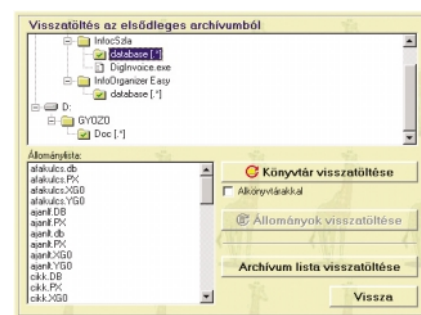 Visszatöltés az elsődleges archívumból
InfocSzla
database [.*]
DigInvoice.exe
InfoOrganizer Easy
database [.*]
D:
GYOZO
Doc [.*]
Állománylista:
afakulcs.db
afakulcs.PX
afakulcs.XG0
afakulcs.YG0
ajanlt.DB
ajanlt.PX
ajanlt.db
ajanlt.PX
ajanlt.XG0
ajanlt.YG0
cikk.DB
cikk.PX
cikk.XG0
Könyvtár visszatöltése
Alkönyvtárakkal
Állományok visszatöltése
Archívum lista visszatöltése
Vissza